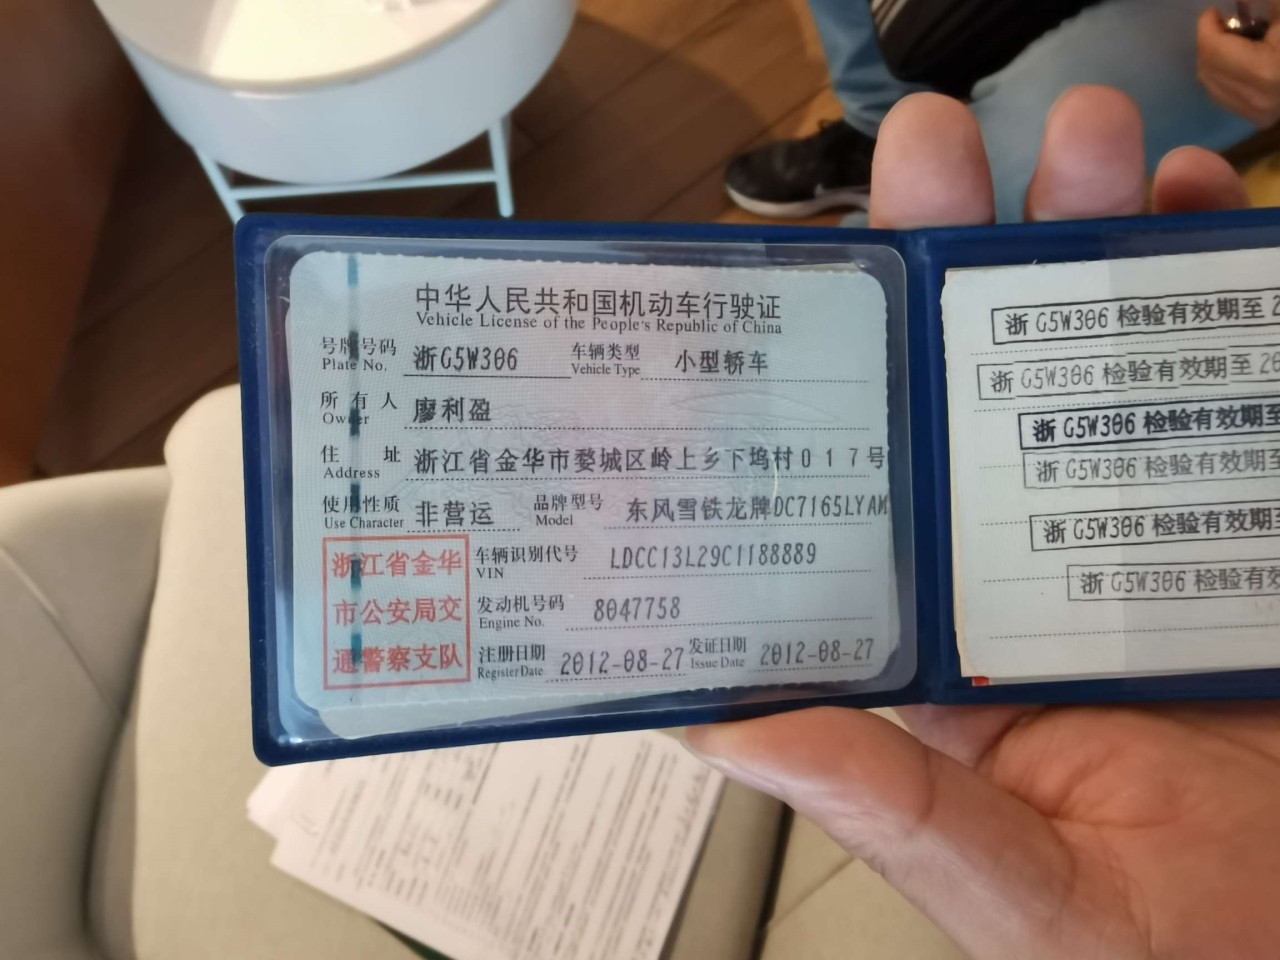 中华人民共和国机动车行驶证
Vehicle License of the People's Republic of China
号牌号码 浙G5W306 车辆类型 小型轿车
Plate No. Vehicle Type
所有人 廖利盈
Owner
住址 浙江省金华市婺城区岭上乡下坞村017号
Address
使用性质 非营运 品牌型号 东风雪铁龙牌DC7165LYAM
Use Character Model
浙江省金华
市公安局交
通警察支队
车辆识别代号 LDCC13L29C1188889
VIN
发动机号码 8047758
Engine No.
注册日期 2012-08-27 发证日期 2012-08-27
Register Date Issue Date
浙G5W306 检验有效期至 2
浙G5W306 检验有效期至 20
浙G5W306 检验有效期至
浙G5W306 检验有效期至
浙G5W306 检验有效期
浙G5W306 检验有效